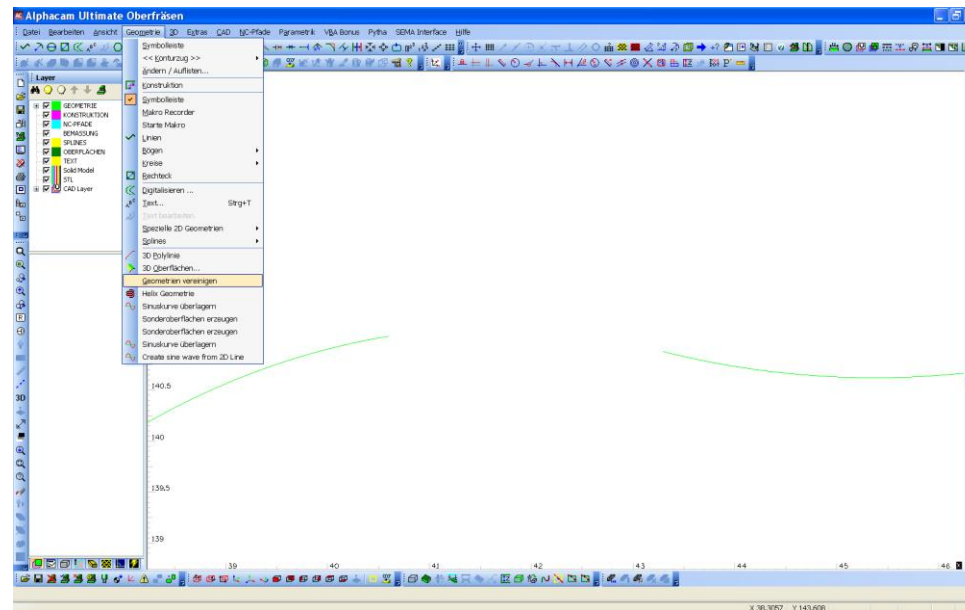 Alphacam Ultimate Oberfräsen
Datei Bearbeiten Ansicht Geometrie 3D Extras CAD NC-Pfade Parametrik VBA Bonus Pytha SEMA Interface Hilfe
Layer
GEOMETRIE
KONSTRUKTION
NC-PFADE
BEMASSUNG
SPLINES
OBERFLÄCHEN
TEXT
Solid Model
STL
CAD Layer
Symbolleiste
<< Konturzug >>
Ändern / Auflisten...
Konstruktion
Symbolleiste
Makro Recorder
Starte Makro
Linien
Bögen
Kreise
Rechteck
Digitalisieren ...
Text... Strg+T
Text bearbeiten
Spezielle 2D Geometrien
Splines
3D Polylinie
3D Oberflächen...
Geometrien vereinigen
Helix Geometrie
Sinuskurve überlagern
Sonderoberflächen erzeugen
Sonderoberflächen erzeugen
Sinuskurve überlagern
Create sine wave from 2D Line
3D
140.5
140
139.5
139
39 40 41 42 43 44 45 46
X 38.3057 Y 143.608